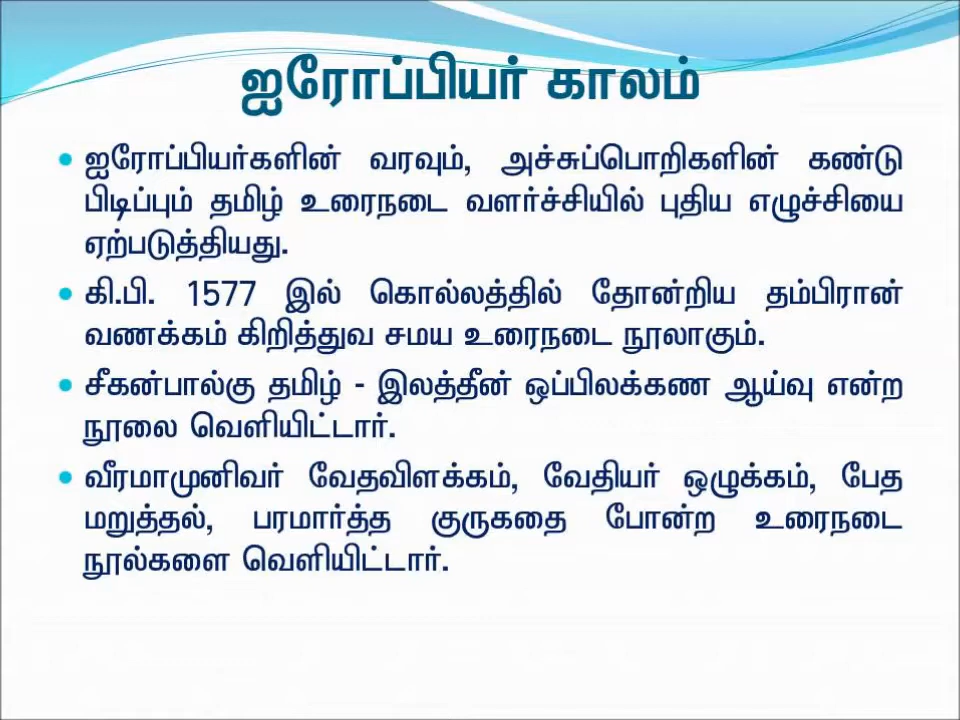 ஐரோப்பியர் காலம்
ஐரோப்பியர்களின் வரவும், அச்சுப்பொறிகளின் கண்டு
பிடிப்பும் தமிழ் உரைநடை வளர்ச்சியில் புதிய எழுச்சியை
ஏற்படுத்தியது.
கி.பி. 1577 இல் கொல்லத்தில் தோன்றிய தம்பிரான்
வணக்கம் கிறித்துவ சமய உரைநடை நூலாகும்.
சீகன்பால்கு தமிழ் - இலத்தீன் ஒப்பிலக்கண ஆய்வு என்ற
நூலை வெளியிட்டார்.
வீரமாமுனிவர் வேதவிளக்கம், வேதியர் ஒழுக்கம், பேத
மறுத்தல், பரமார்த்த குருகதை போன்ற உரைநடை
நூல்களை வெளியிட்டார்.